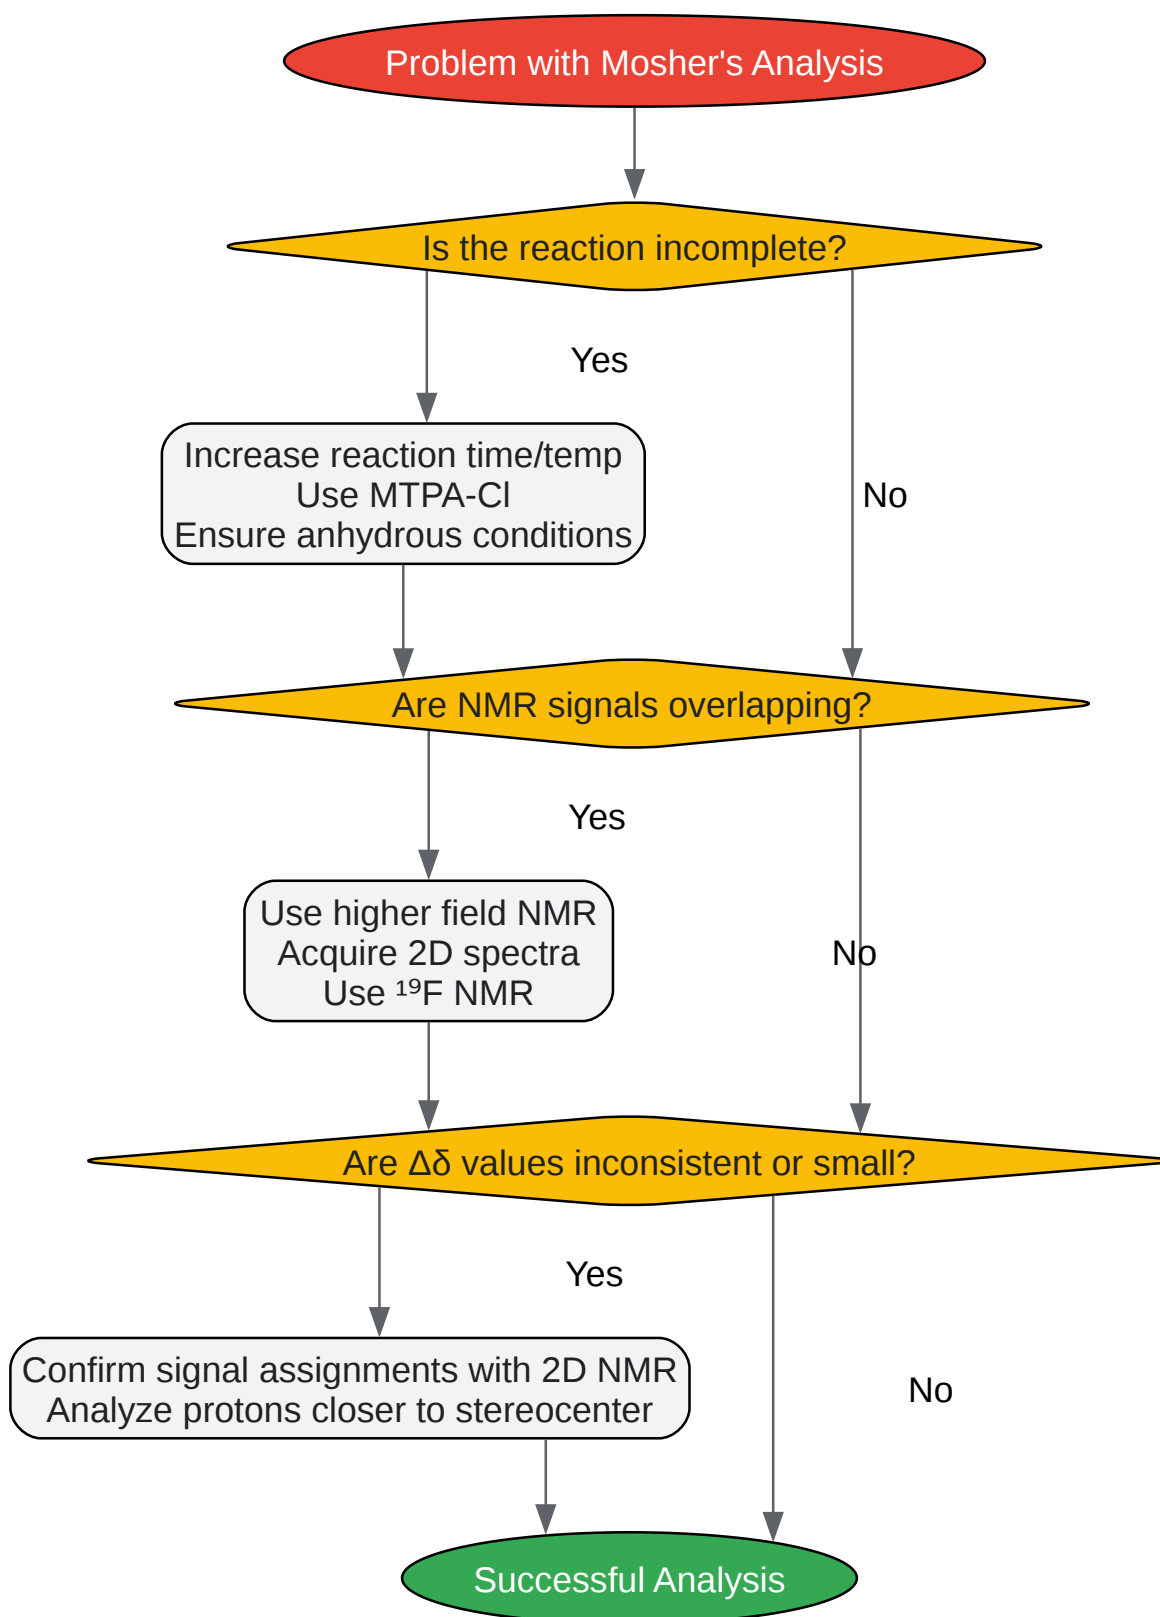 Problem with Mosher's Analysis
Is the reaction incomplete?
Yes
Increase reaction time/temp
Use MTPA-Cl
Ensure anhydrous conditions
No
Are NMR signals overlapping?
Yes
Use higher field NMR
Acquire 2D spectra
Use ¹⁹F NMR
No
Are Δδ values inconsistent or small?
Yes
Confirm signal assignments with 2D NMR
Analyze protons closer to stereocenter
No
Successful Analysis